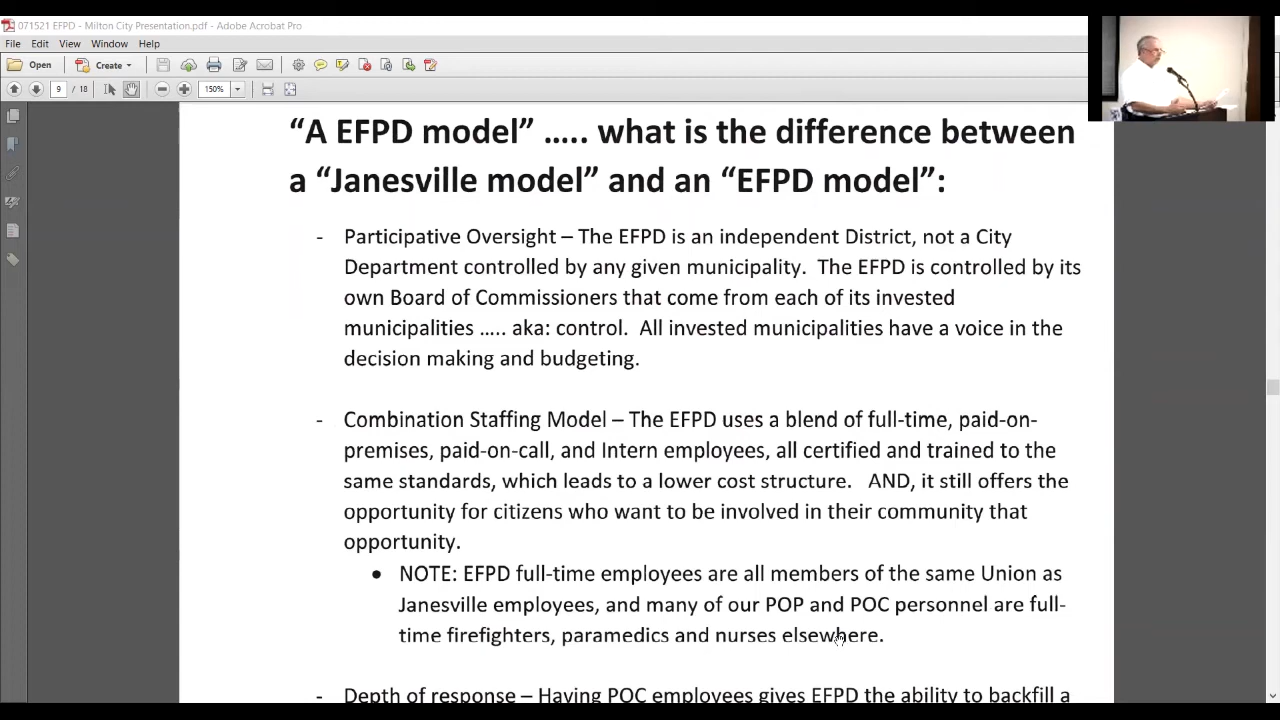 071521 EFPD - Milton City Presentation.pdf - Adobe Acrobat Pro
File Edit View Window Help
Open Create
9 / 18 150%
“A EFPD model” ….. what is the difference between
a “Janesville model” and an “EFPD model”:
- Participative Oversight – The EFPD is an independent District, not a City
Department controlled by any given municipality. The EFPD is controlled by its
own Board of Commissioners that come from each of its invested
municipalities ….. aka: control. All invested municipalities have a voice in the
decision making and budgeting.
- Combination Staffing Model – The EFPD uses a blend of full-time, paid-on-
premises, paid-on-call, and Intern employees, all certified and trained to the
same standards, which leads to a lower cost structure. AND, it still offers the
opportunity for citizens who want to be involved in their community that
opportunity.
• NOTE: EFPD full-time employees are all members of the same Union as
Janesville employees, and many of our POP and POC personnel are full-
time firefighters, paramedics and nurses elsewhere.
- Depth of response – Having POC employees gives EFPD the ability to backfill a